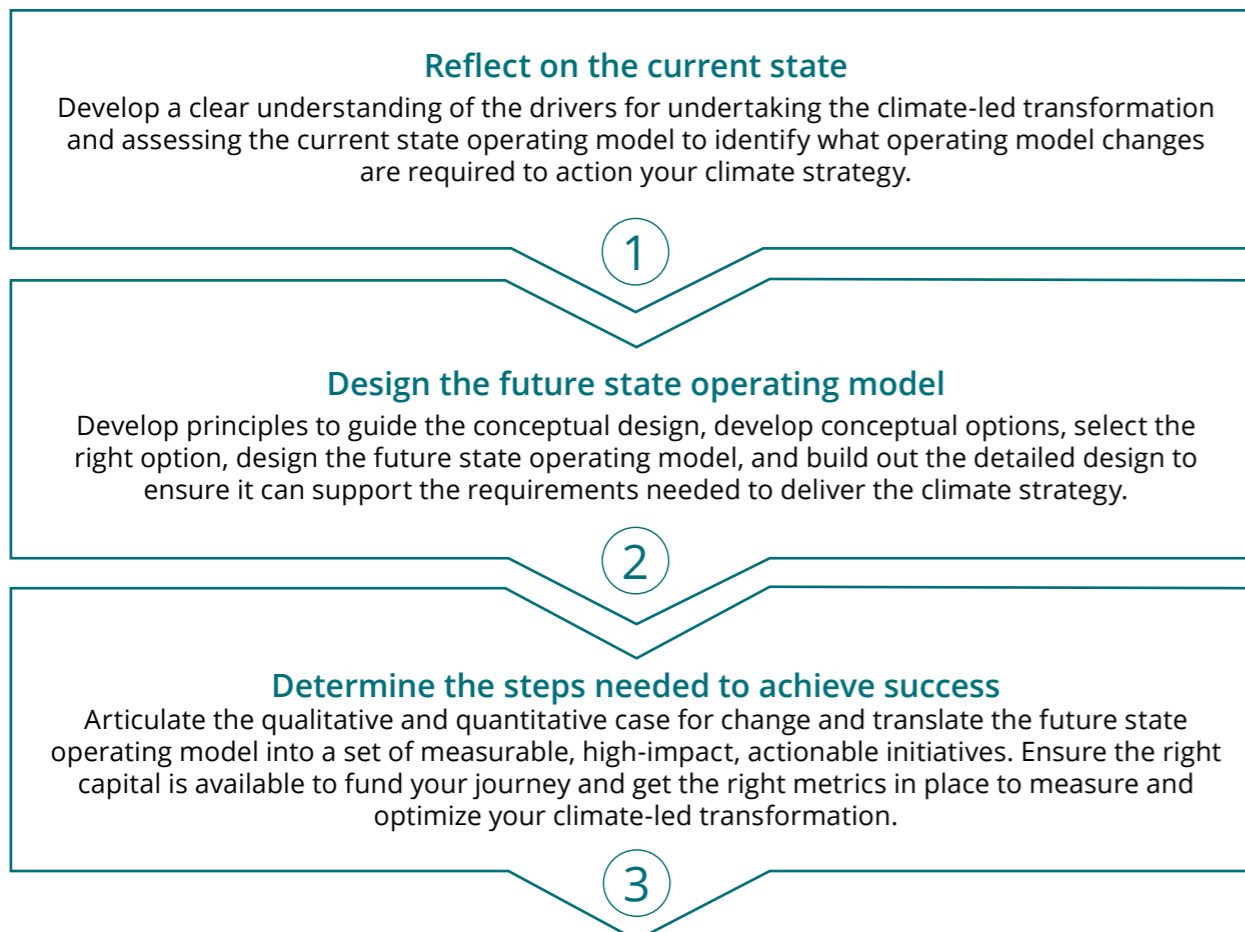 Reflect on the current state
Develop a clear understanding of the drivers for undertaking the climate-led transformation
and assessing the current state operating model to identify what operating model changes
are required to action your climate strategy.
1
Design the future state operating model
Develop principles to guide the conceptual design, develop conceptual options, select the
right option, design the future state operating model, and build out the detailed design to
ensure it can support the requirements needed to deliver the climate strategy.
2
Determine the steps needed to achieve success
Articulate the qualitative and quantitative case for change and translate the future state
operating model into a set of measurable, high-impact, actionable initiatives. Ensure the right
capital is available to fund your journey and get the right metrics in place to measure and
optimize your climate-led transformation.
3